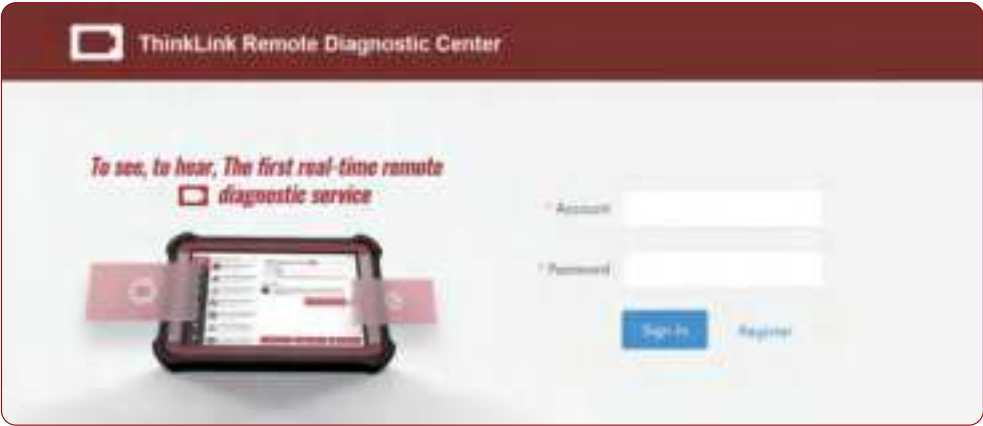 ThinkLink Remote Diagnostic Center
To see, to hear, The first real-time remote
diagnostic service
* Account
* Password
Sign In
Register